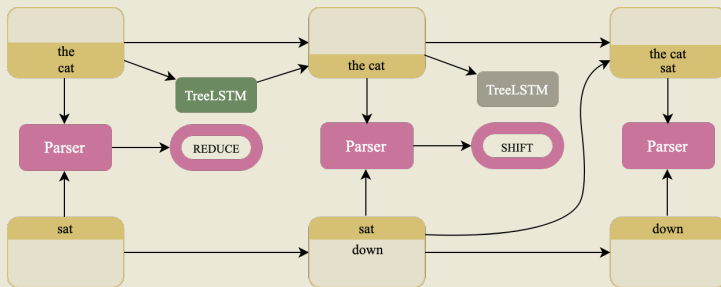 the
cat
the cat
the cat
sat
TreeLSTM
TreeLSTM
Parser
REDUCE
Parser
SHIFT
Parser
sat
sat
down
down